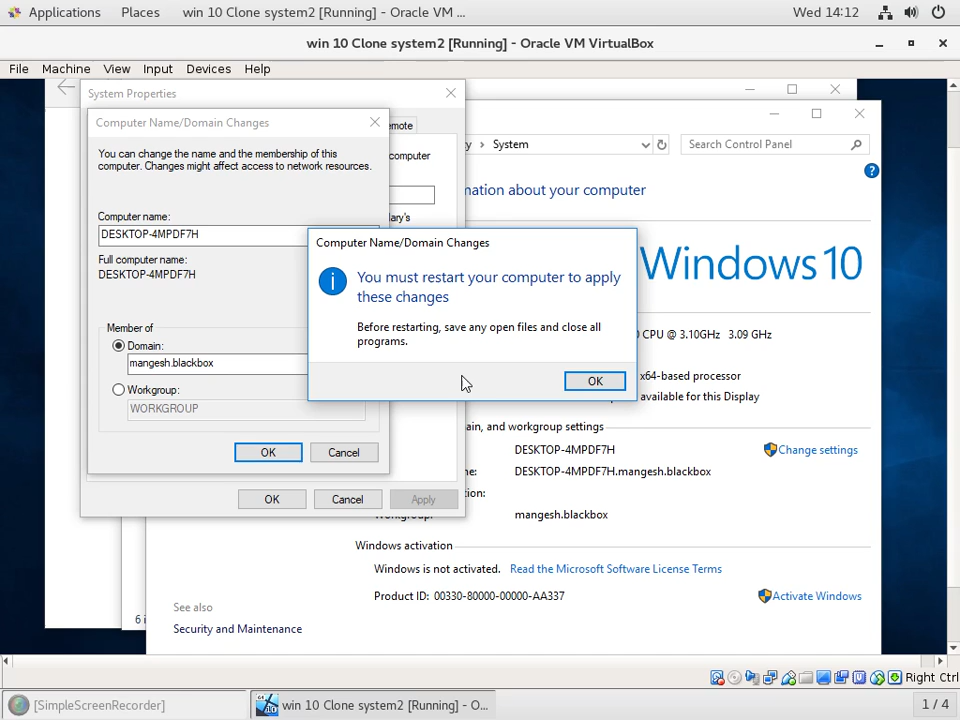 Applications Places win 10 Clone system2 [Running] - Oracle VM ... Wed 14:12
win 10 Clone system2 [Running] - Oracle VM VirtualBox
File Machine View Input Devices Help
System Properties
Computer Name/Domain Changes
emote
You can change the name and the membership of this
computer. Changes might affect access to network resources.
omputer
y › System
Search Control Panel
mation about your computer
ary's
Computer name:
DESKTOP-4MPDF7H
Full computer name:
DESKTOP-4MPDF7H
Computer Name/Domain Changes
You must restart your computer to apply
these changes
Before restarting, save any open files and close all
programs.
OK
Windows 10
CPU @ 3.10GHz 3.09 GHz
x64-based processor
available for this Display
Member of
Domain:
mangesh.blackbox
Workgroup:
WORKGROUP
OK Cancel
OK Cancel Apply
ain, and workgroup settings
DESKTOP-4MPDF7H
Change settings
me: DESKTOP-4MPDF7H.mangesh.blackbox
tion:
Workgroup: mangesh.blackbox
Windows activation
Windows is not activated. Read the Microsoft Software License Terms
Product ID: 00330-80000-00000-AA337
Activate Windows
See also
6 i
Security and Maintenance
Right Ctrl
[SimpleScreenRecorder]
win 10 Clone system2 [Running] - O...
1 / 4